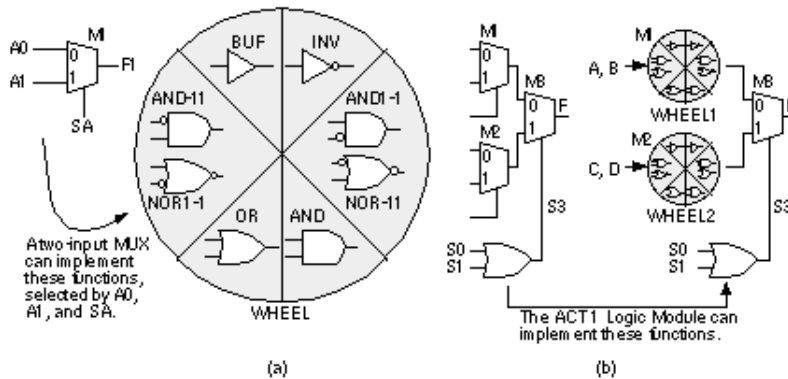 A0
A1
M1
0
1
F1
SA
BUF
INV
AND-11
AND1-1
NOR1-1
NOR-11
OR
AND
WHEEL
A two-input MUX
can implement
these functions,
selected by A0,
A1, and SA.
(a)
M1
0
1
M2
0
1
M3
0
1
F
S3
S0
S1
M1
A, B
WHEEL1
M2
C, D
WHEEL2
M3
0
1
S3
S0
S1
The ACT 1 Logic Module can
implement these functions.
(b)